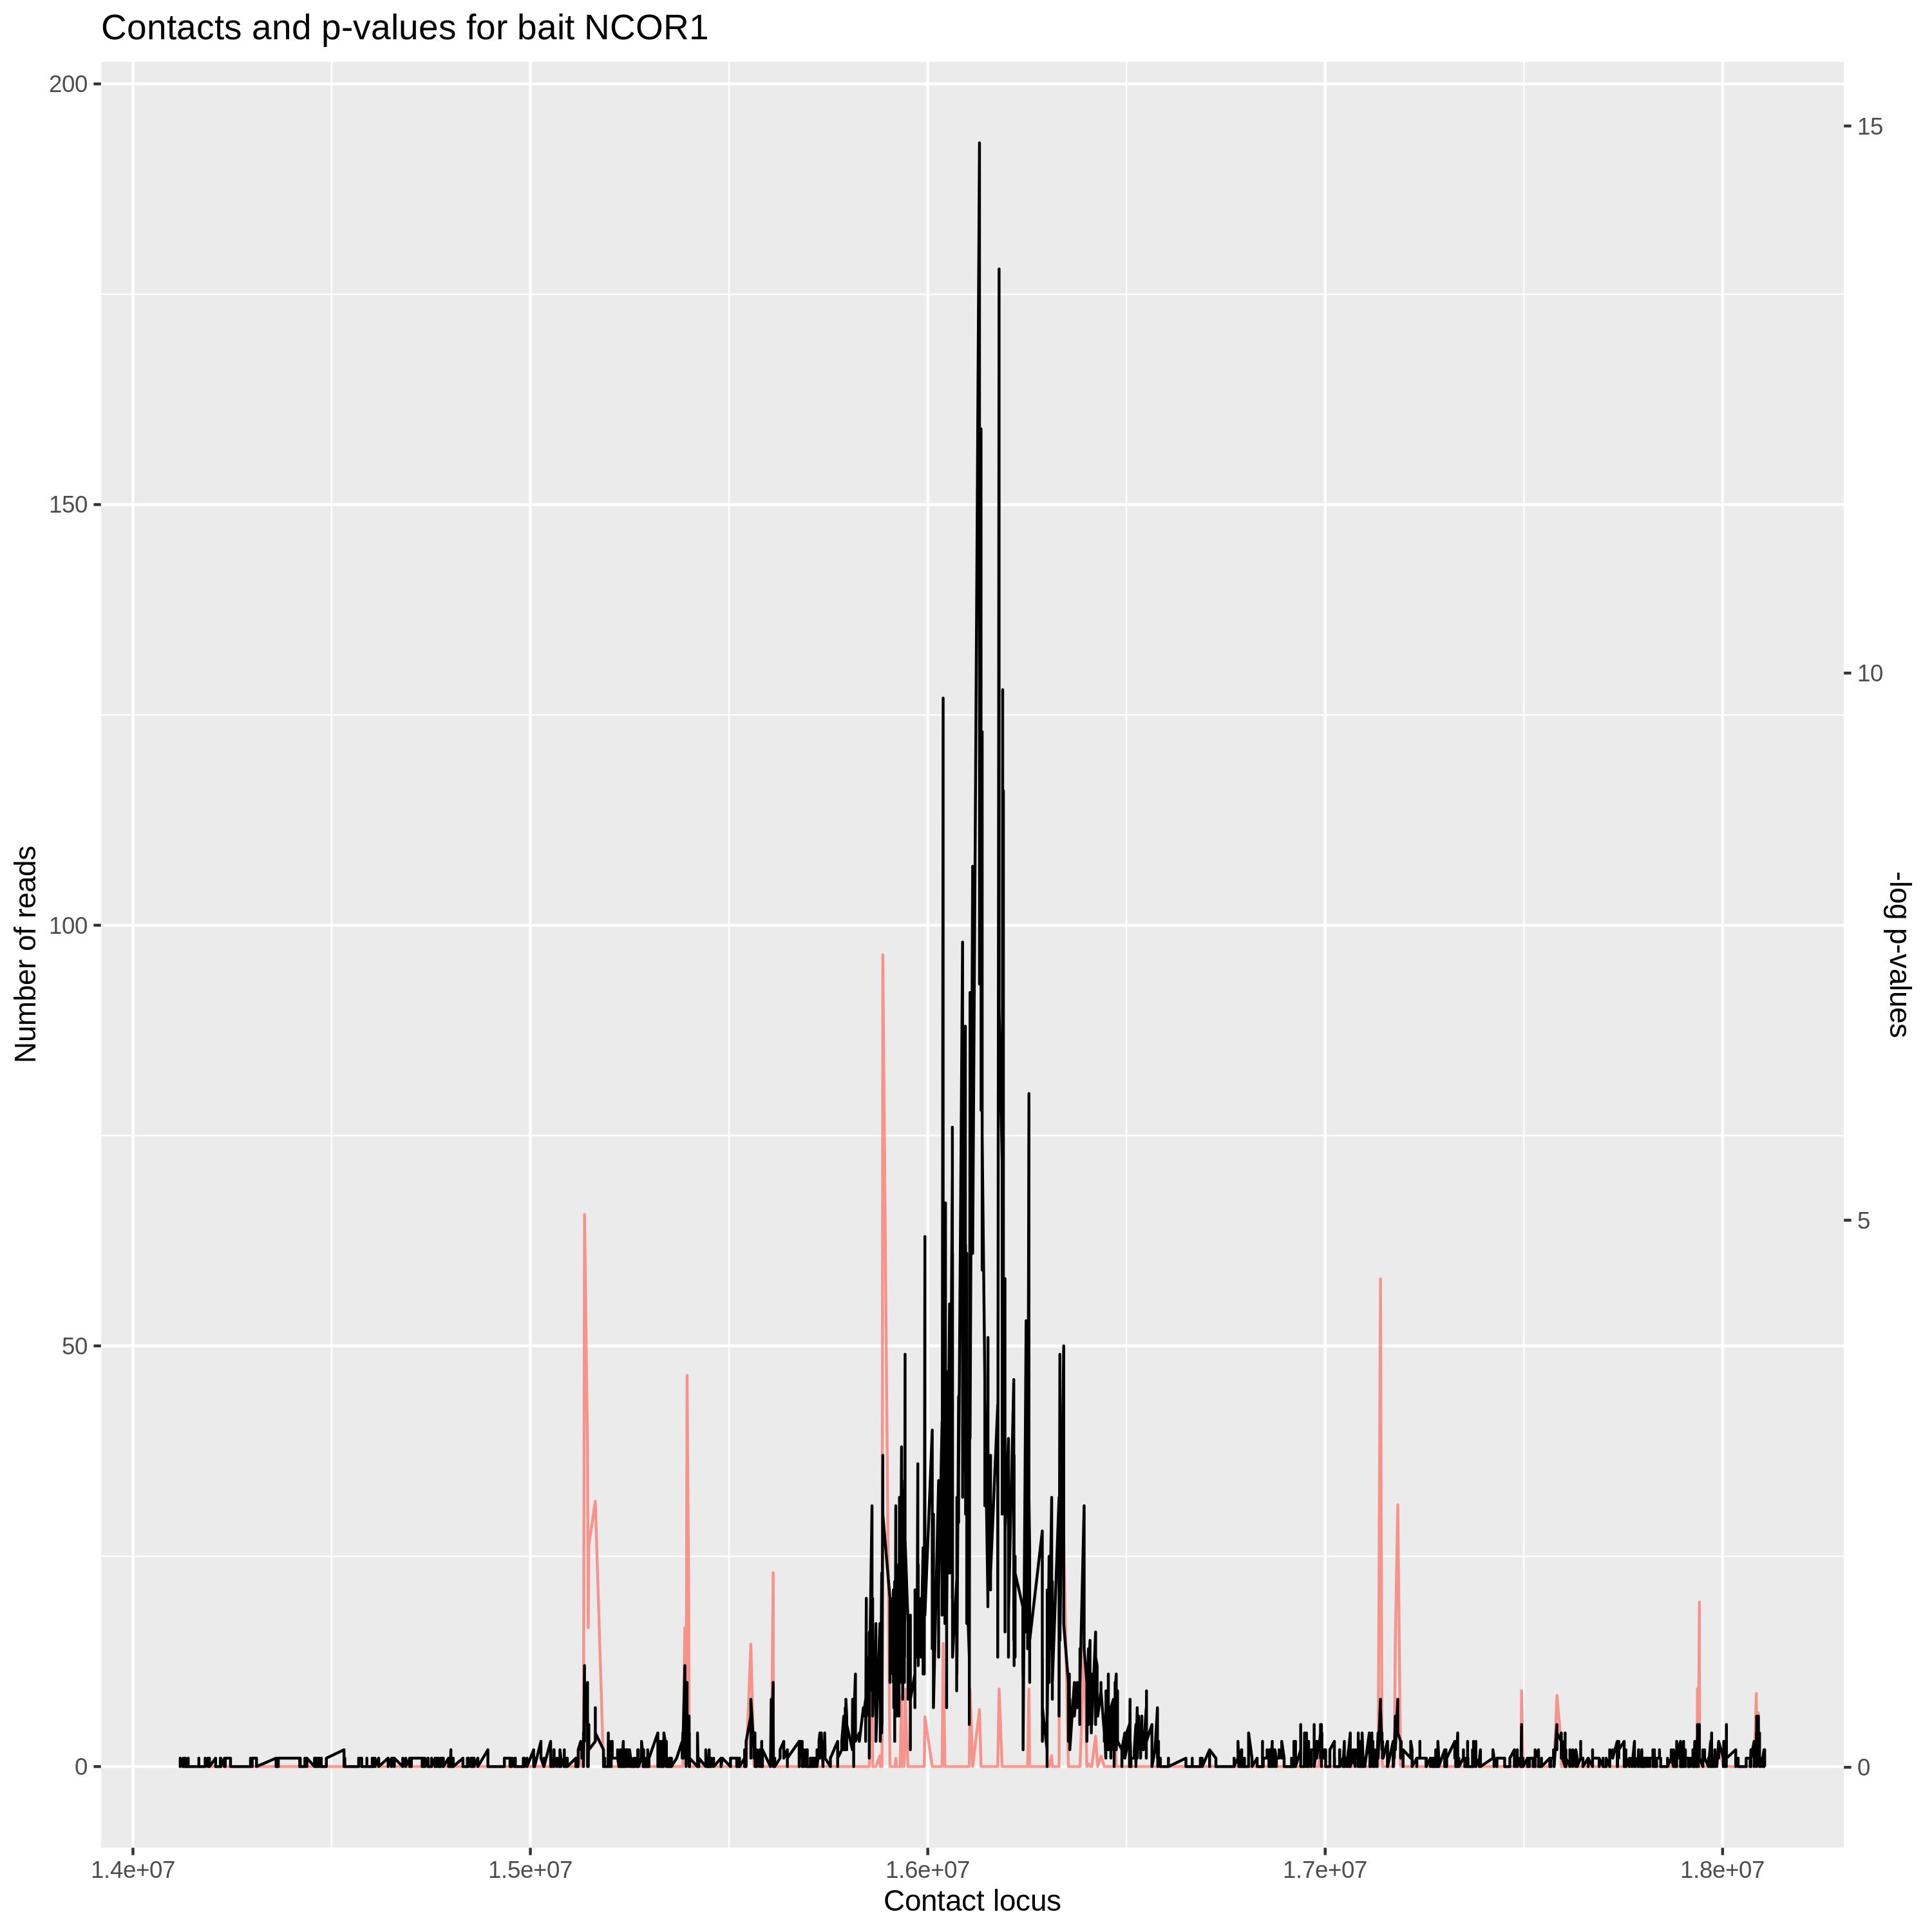 Contacts and p-values for bait NCOR1
200
150
100
50
0
Number of reads
15
10
5
0
-log p-values
1.4e+07 1.5e+07 1.6e+07 1.7e+07 1.8e+07
Contact locus